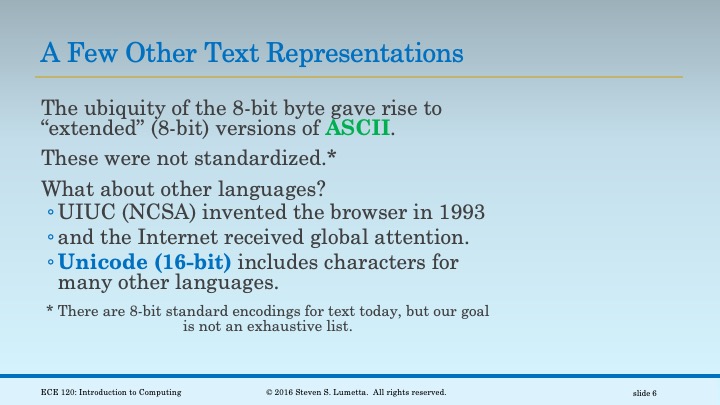 A Few Other Text Representations
The ubiquity of the 8-bit byte gave rise to
“extended” (8-bit) versions of ASCII.
These were not standardized.*
What about other languages?
◦UIUC (NCSA) invented the browser in 1993
◦and the Internet received global attention.
◦Unicode (16-bit) includes characters for
many other languages.
* There are 8-bit standard encodings for text today, but our goal
is not an exhaustive list.
ECE 120: Introduction to Computing © 2016 Steven S. Lumetta. All rights reserved. slide 6